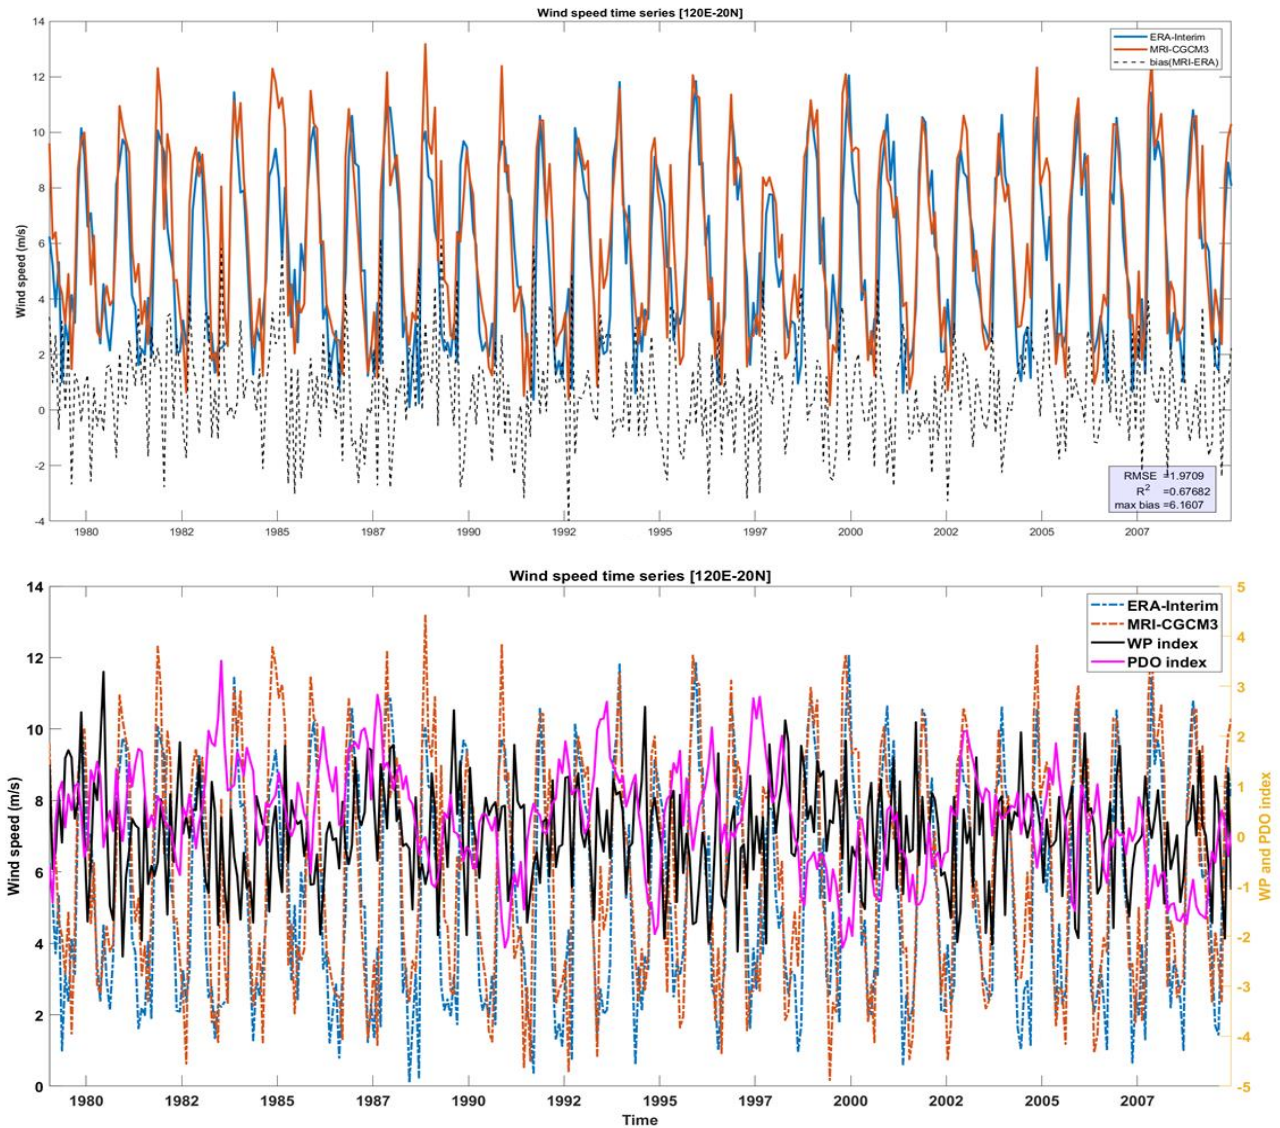 Wind speed time series [120E-20N]
14
12
10
8
6
4
2
0
-2
-4
Wind speed (m/s)
ERA-Interim
MRI-CGCM3
bias(MRI-ERA)
RMSE =1.9709
R2 =0.67682
max bias =6.1607
1980 1982 1985 1987 1990 1992 1995 1997 2000 2002 2005 2007
Wind speed time series [120E-20N]
14
12
10
8
6
4
2
0
Wind speed (m/s)
ERA-Interim
MRI-CGCM3
WP index
PDO index
5
4
3
2
1
0
-1
-2
-3
-4
-5
WP and PDO index
1980 1982 1985 1987 1990 1992 1995 1997 2000 2002 2005 2007
Time